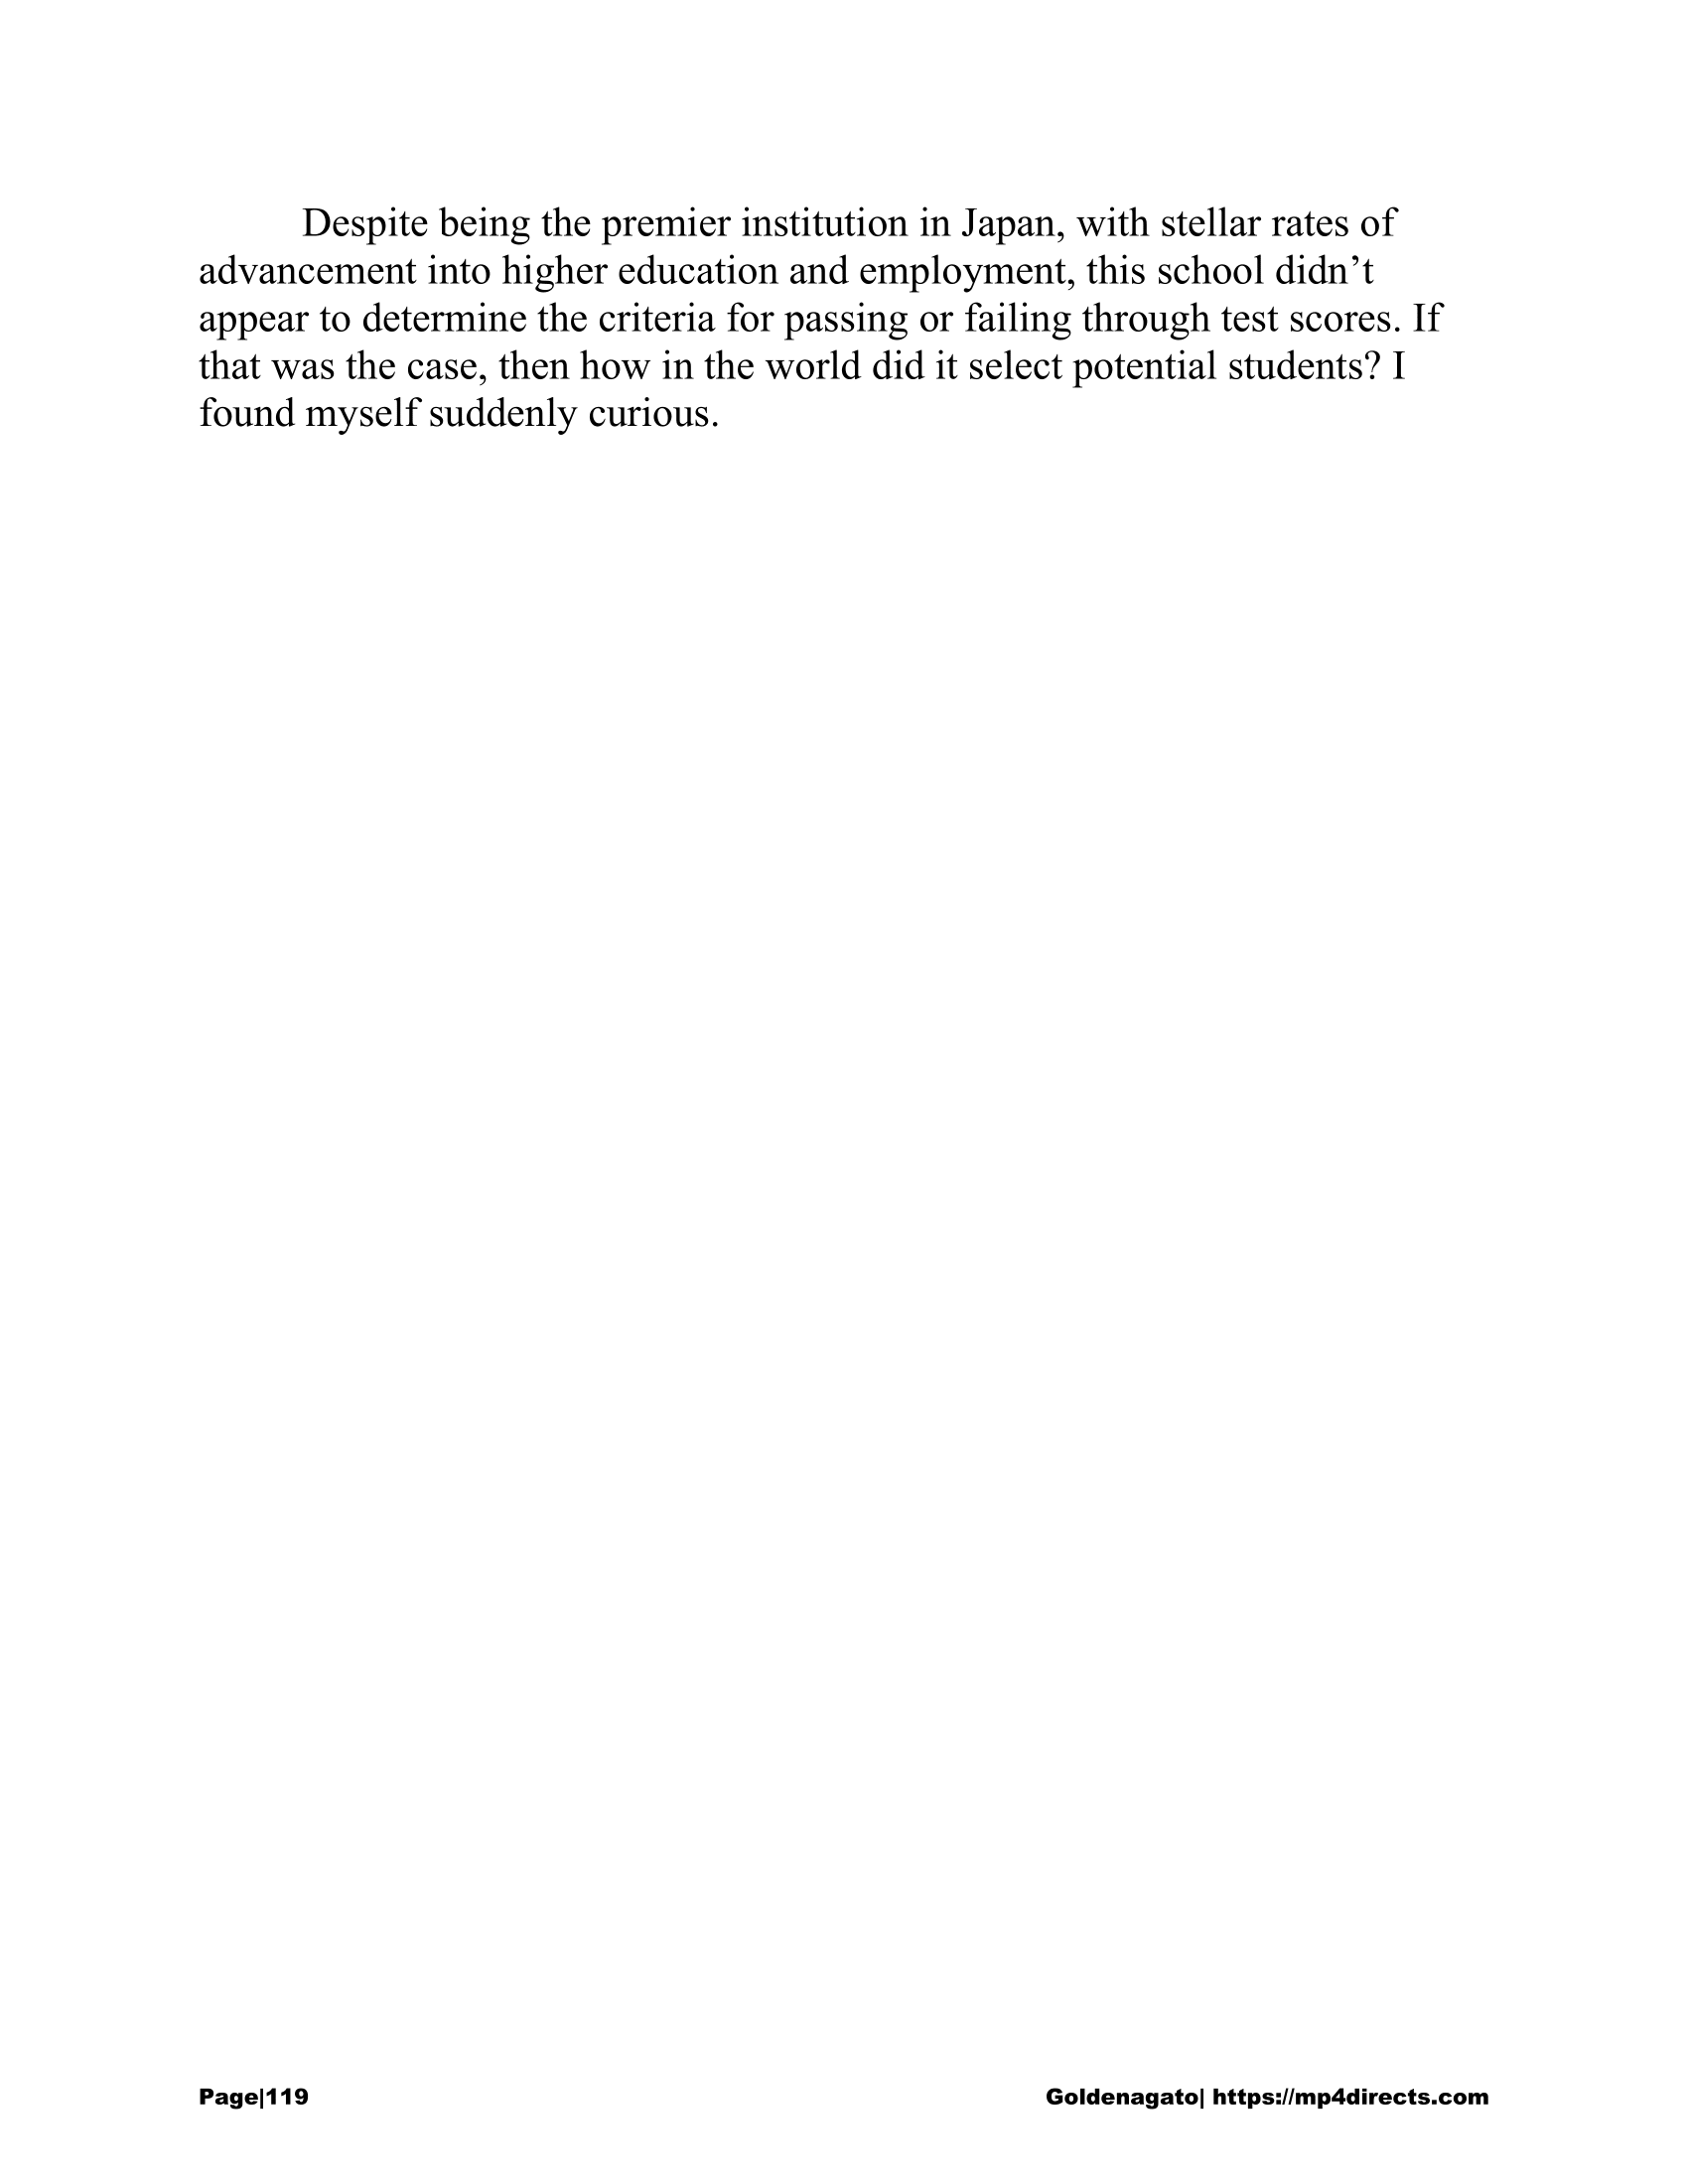 Despite being the premier institution in Japan, with stellar rates of
advancement into higher education and employment, this school didn’t
appear to determine the criteria for passing or failing through test scores. If
that was the case, then how in the world did it select potential students? I
found myself suddenly curious.
Page|119 Goldenagato| https://mp4directs.com